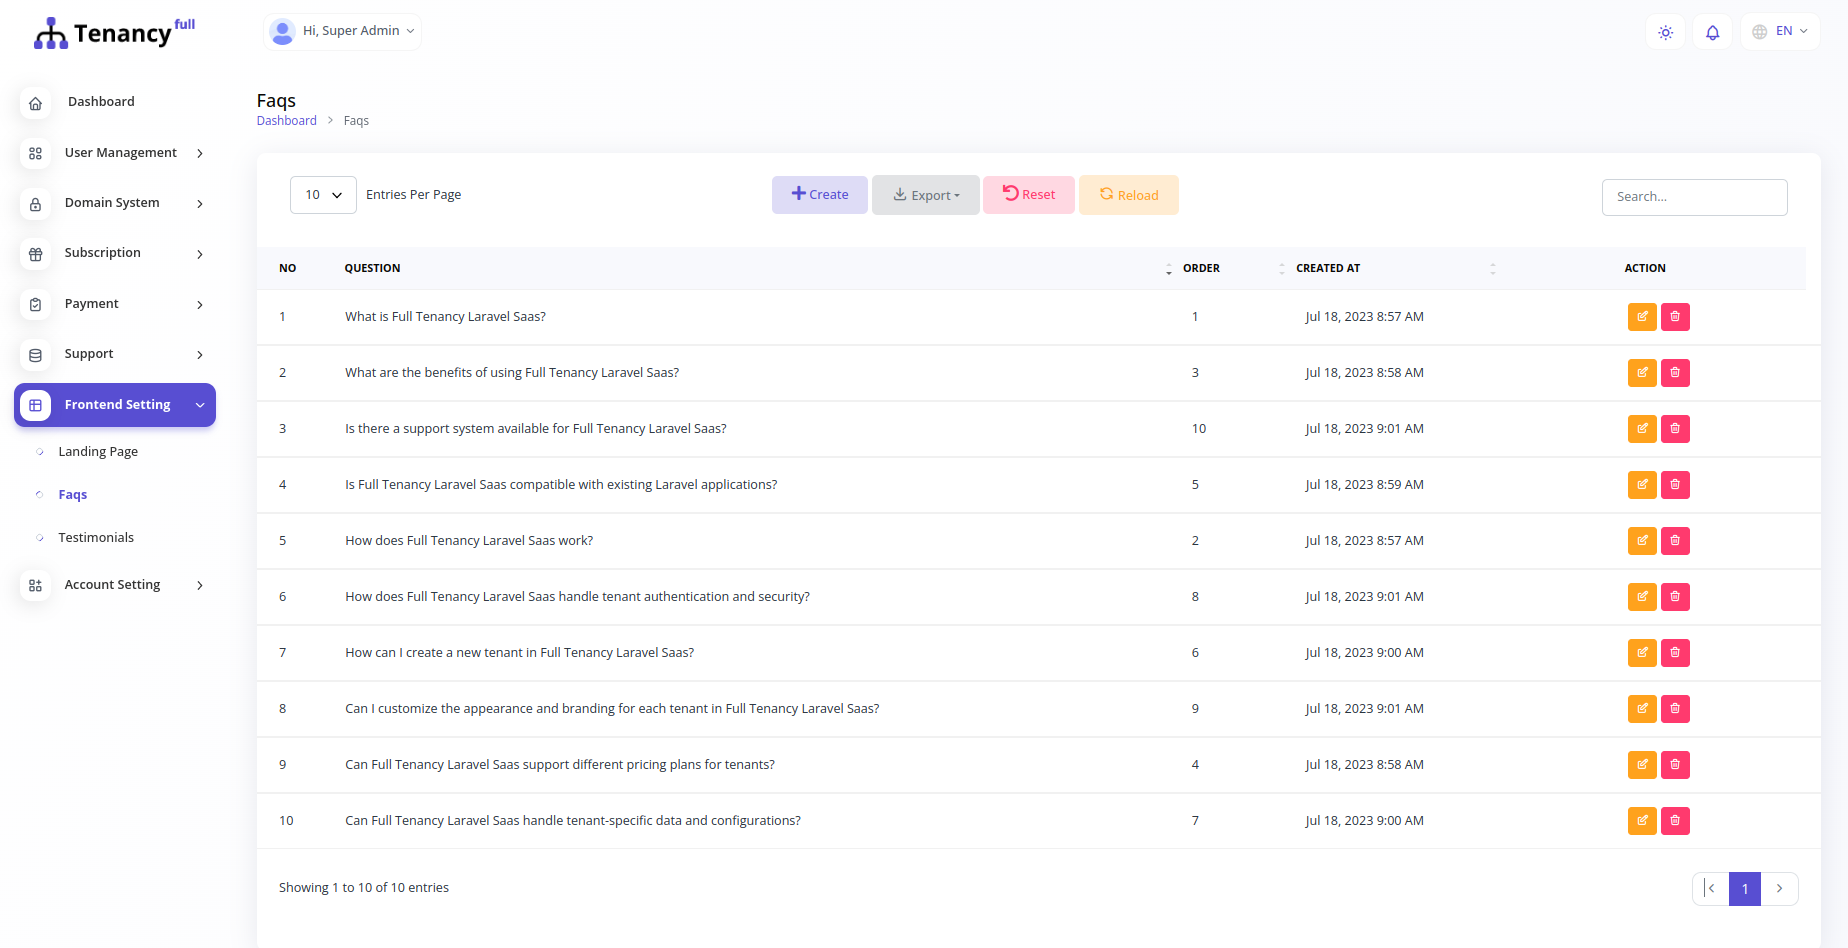 Tenancy full
Hi, Super Admin
EN
Dashboard
User Management
Domain System
Subscription
Payment
Support
Frontend Setting
Landing Page
Faqs
Testimonials
Account Setting
Faqs
Dashboard > Faqs
10 Entries Per Page
Create
Export
Reset
Reload
Search...
NO QUESTION ORDER CREATED AT ACTION
1 What is Full Tenancy Laravel Saas? 1 Jul 18, 2023 8:57 AM
2 What are the benefits of using Full Tenancy Laravel Saas? 3 Jul 18, 2023 8:58 AM
3 Is there a support system available for Full Tenancy Laravel Saas? 10 Jul 18, 2023 9:01 AM
4 Is Full Tenancy Laravel Saas compatible with existing Laravel applications? 5 Jul 18, 2023 8:59 AM
5 How does Full Tenancy Laravel Saas work? 2 Jul 18, 2023 8:57 AM
6 How does Full Tenancy Laravel Saas handle tenant authentication and security? 8 Jul 18, 2023 9:01 AM
7 How can I create a new tenant in Full Tenancy Laravel Saas? 6 Jul 18, 2023 9:00 AM
8 Can I customize the appearance and branding for each tenant in Full Tenancy Laravel Saas? 9 Jul 18, 2023 9:01 AM
9 Can Full Tenancy Laravel Saas support different pricing plans for tenants? 4 Jul 18, 2023 8:58 AM
10 Can Full Tenancy Laravel Saas handle tenant-specific data and configurations? 7 Jul 18, 2023 9:00 AM
Showing 1 to 10 of 10 entries
1